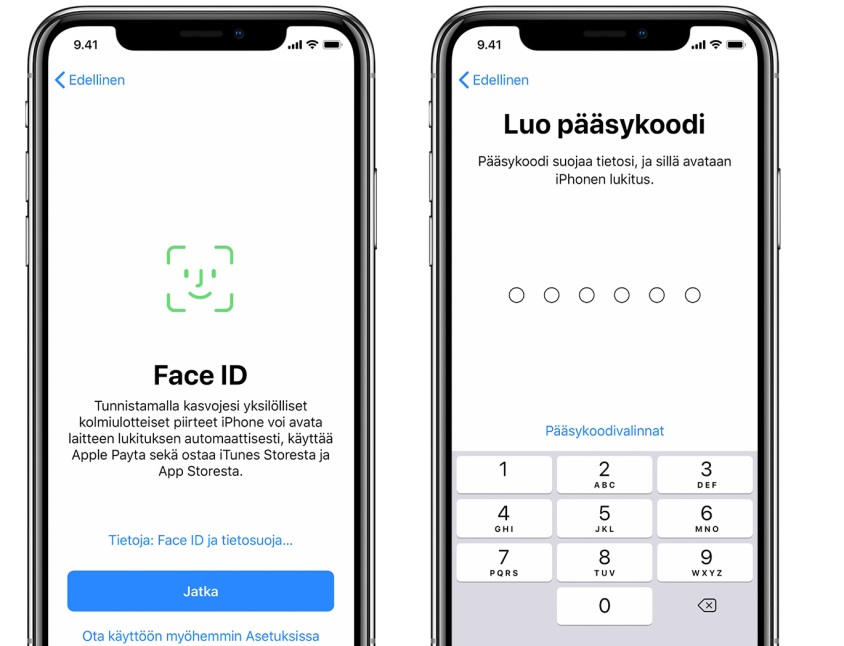 9.41
Edellinen
Face ID
Tunnistamalla kasvojesi yksilölliset
kolmiulotteiset piirteet iPhone voi avata
laitteen lukituksen automaattisesti, käyttää
Apple Payta sekä ostaa iTunes Storesta ja
App Storesta.
Tietoja: Face ID ja tietosuoja...
Jatka
Ota käyttöön myöhemmin Asetuksissa
9.41
Edellinen
Luo pääsykoodi
Pääsykoodi suojaa tietosi, ja sillä avataan
iPhonen lukitus.
Pääsykoodivalinnat
1 2 3
ABC DEF
4 5 6
GHI JKL MNO
7 8 9
PQRS TUV WXYZ
0